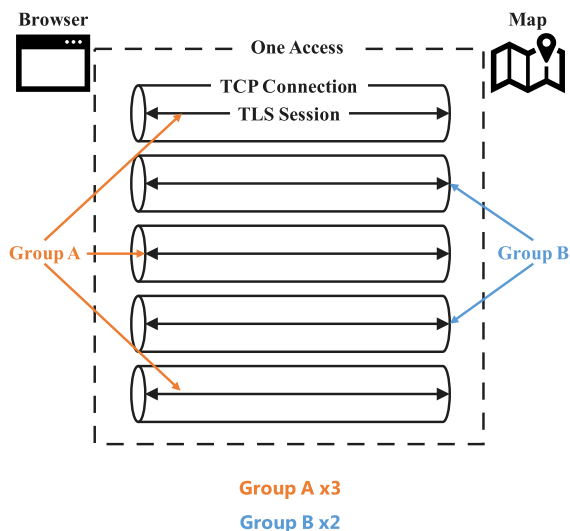 Browser
Map
One Access
TCP Connection
TLS Session
Group A
Group B
Group A x3
Group B x2